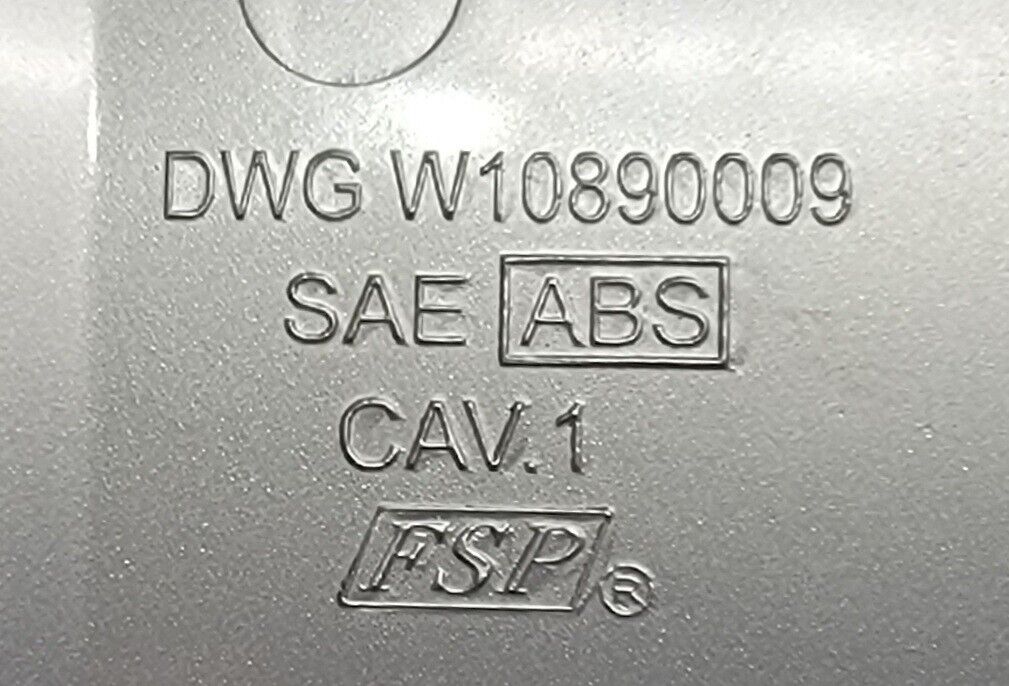 DWG W10890009
SAE ABS
CAV.1
FSP®